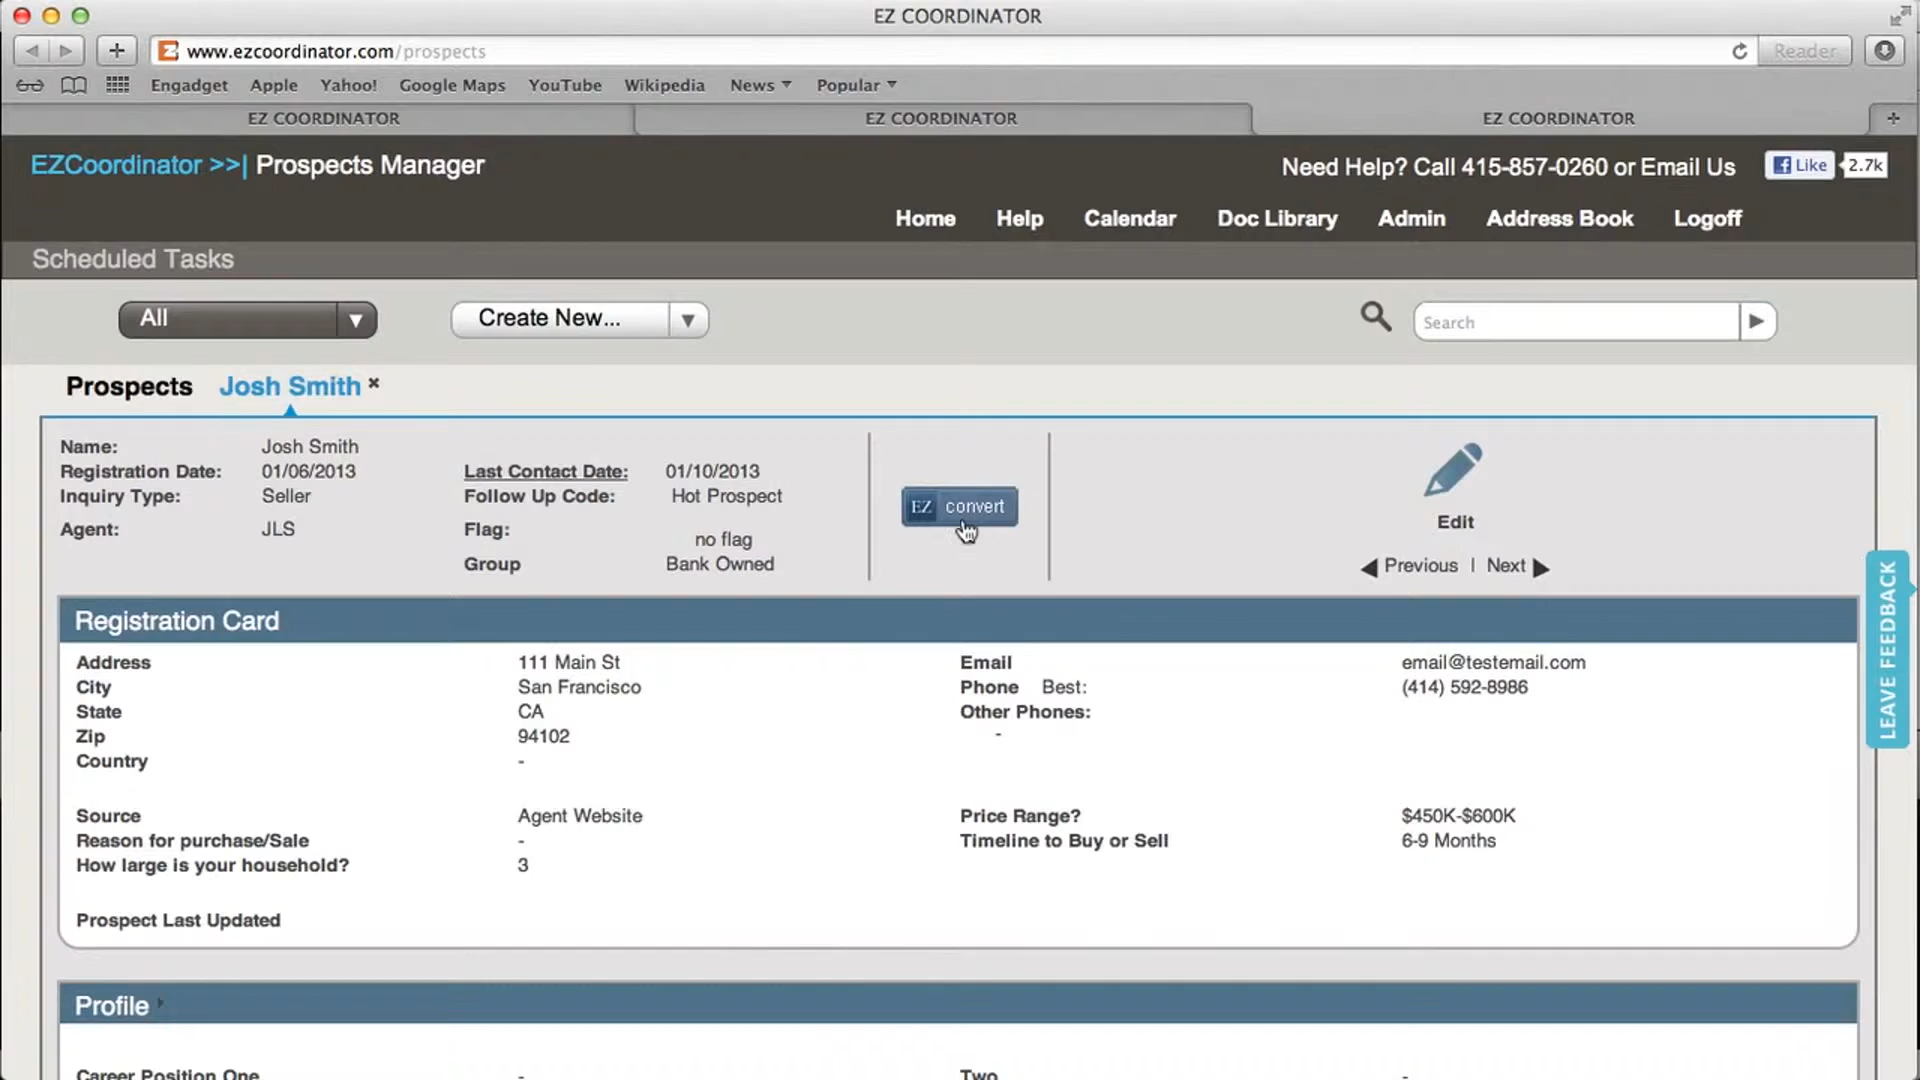 EZ COORDINATOR
www.ezcoordinator.com/prospects
Reader
Engadget Apple Yahoo! Google Maps YouTube Wikipedia News Popular
EZ COORDINATOR EZ COORDINATOR EZ COORDINATOR
EZCoordinator >>| Prospects Manager
Need Help? Call 415-857-0260 or Email Us
Like 2.7k
Home Help Calendar Doc Library Admin Address Book Logoff
Scheduled Tasks
All Create New... Search
Prospects Josh Smith ×
Name: Josh Smith
Registration Date: 01/06/2013 Last Contact Date: 01/10/2013
Inquiry Type: Seller Follow Up Code: Hot Prospect
EZ convert
Edit
Agent: JLS Flag: no flag
Group Bank Owned
Previous | Next
LEAVE FEEDBACK
Registration Card
Address 111 Main St Email email@testemail.com
City San Francisco Phone Best: (414) 592-8986
State CA Other Phones:
Zip 94102 -
Country -
Source Agent Website Price Range? $450K-$600K
Reason for purchase/Sale - Timeline to Buy or Sell 6-9 Months
How large is your household? 3
Prospect Last Updated
Profile
Career Position One - Two -